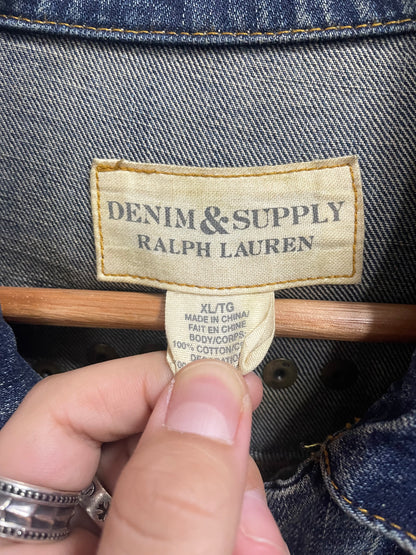 DENIM & SUPPLY
RALPH LAUREN
XL/TG
MADE IN CHINA/
FAIT EN CHINE
BODY/CORPS:
100% COTTON/